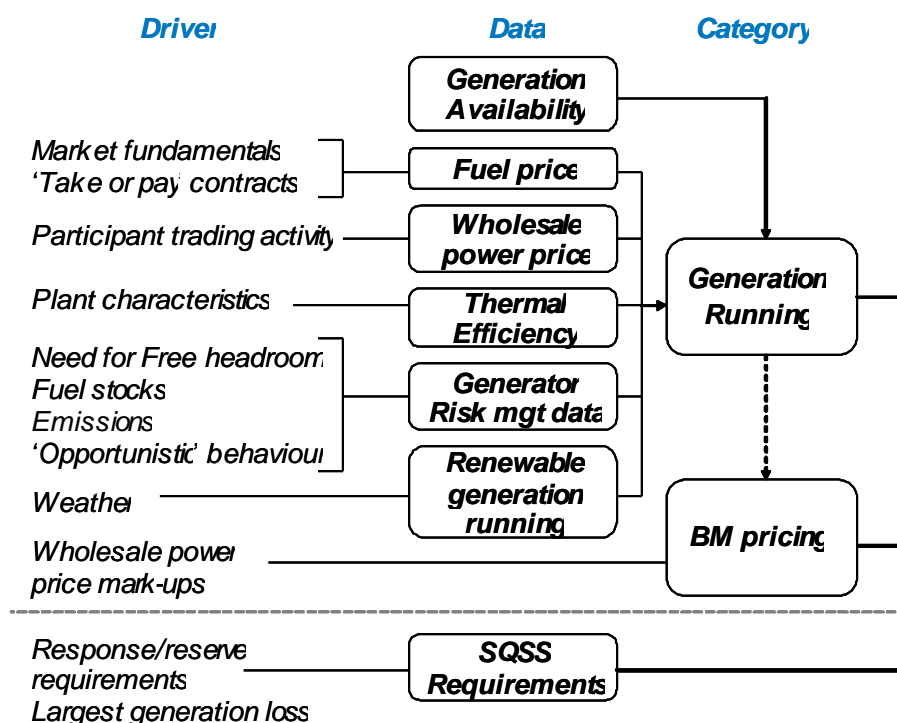 Driver
Data
Category
Generation
Availability
Market fundamentals
‘Take or pay’ contracts
Fuel price
Participant trading activity
Wholesale
power price
Generation
Running
Plant characteristics
Thermal
Efficiency
Need for Free headroom
Fuel stocks
Emissions
‘Opportunistic’ behaviour
Generator
Risk mgt data
Weather
Renewable
generation
running
Wholesale power
price mark-ups
BM pricing
Response/reserve
requirements
Largest generation loss
SQSS
Requirements